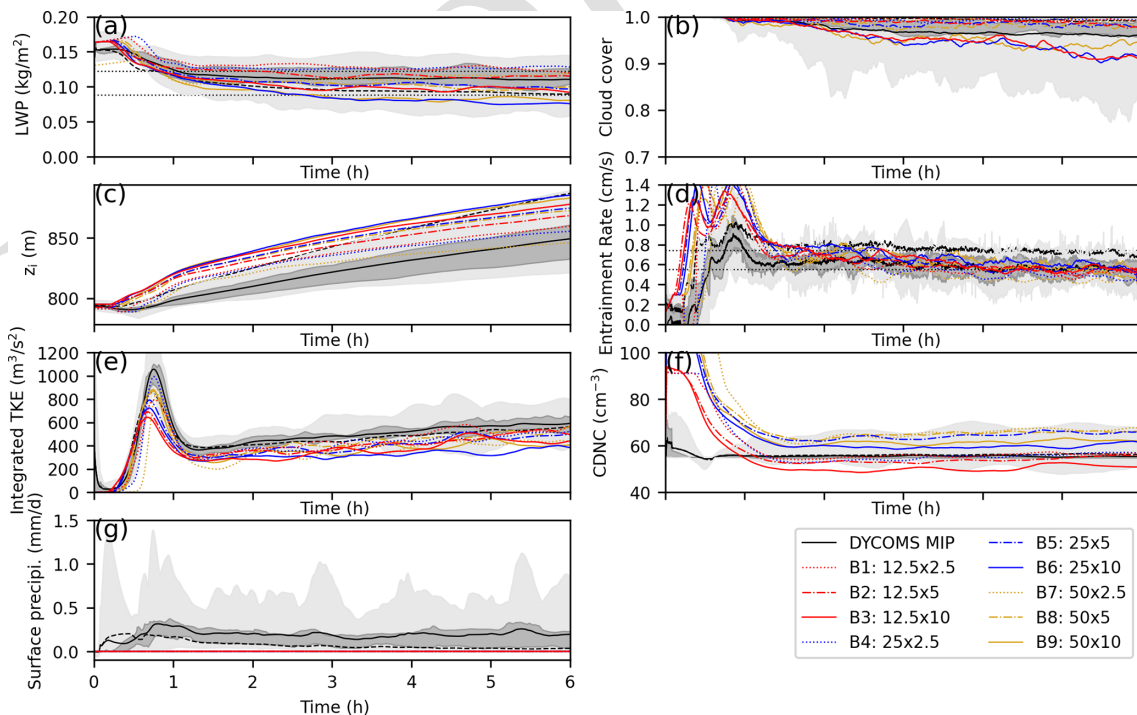 (a)
LWP (kg/m²)
0.20
0.15
0.10
0.05
0.00
Time (h)
(b)
Cloud cover
1.0
0.9
0.8
0.7
Time (h)
(c)
zᵢ (m)
850
800
Time (h)
(d)
Entrainment Rate (cm/s)
1.4
1.2
1.0
0.8
0.6
0.4
0.2
0.0
Time (h)
(e)
Integrated TKE (m³/s²)
1200
1000
800
600
400
200
0
Time (h)
(f)
CDNC (cm⁻³)
100
80
60
40
Time (h)
(g)
Surface precipi. (mm/d)
1.5
1.0
0.5
0.0
0 1 2 3 4 5 6
Time (h)
DYCOMS MIP
B1: 12.5x2.5
B2: 12.5x5
B3: 12.5x10
B4: 25x2.5
B5: 25x5
B6: 25x10
B7: 50x2.5
B8: 50x5
B9: 50x10